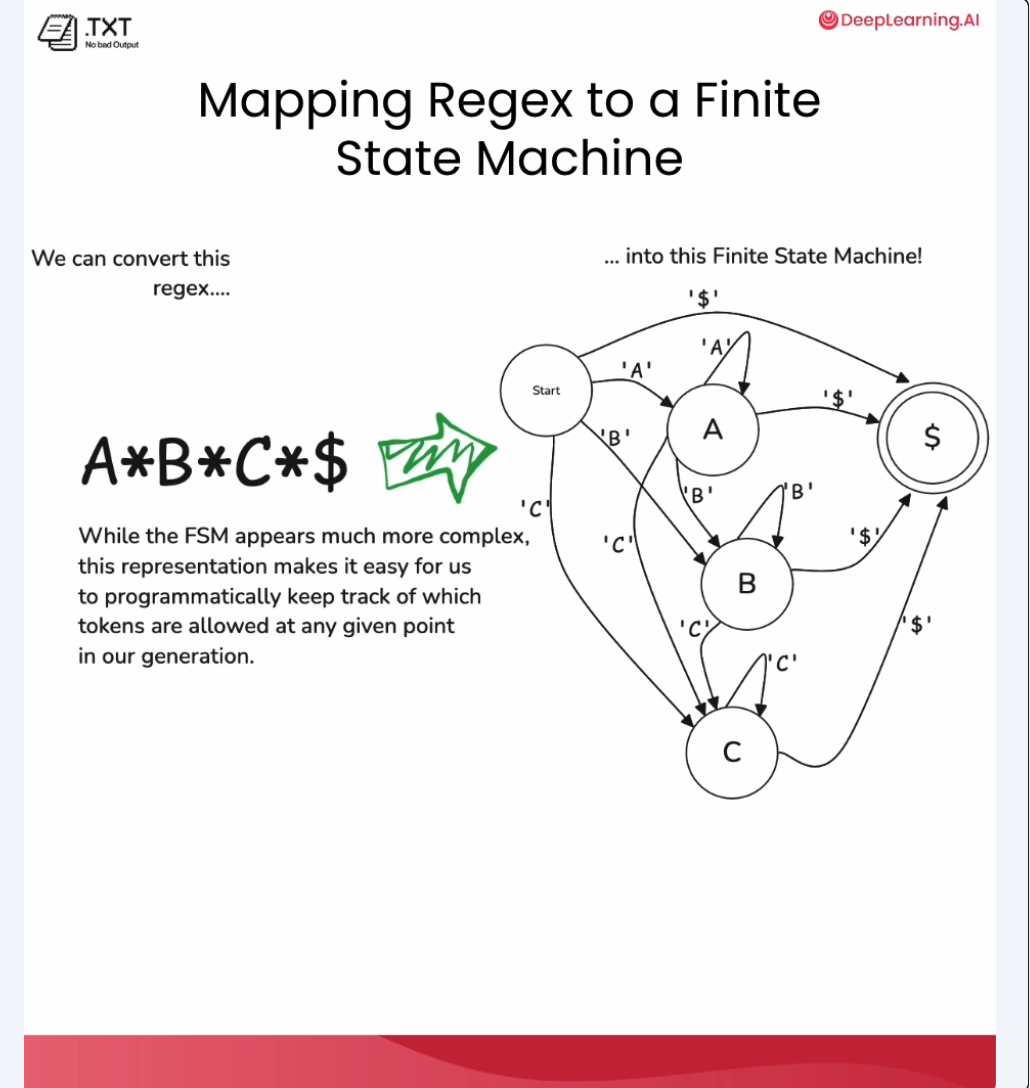 .TXT
No bad Output
DeepLearning.AI
Mapping Regex to a Finite
State Machine
We can convert this
regex....
... into this Finite State Machine!
'$'
'A'
'A'
Start
'$'
A
$
'B'
A*B*C*$
'B'
'B'
'C'
'C'
'$'
While the FSM appears much more complex,
this representation makes it easy for us
to programmatically keep track of which
tokens are allowed at any given point
in our generation.
B
'C'
'$'
'C'
C